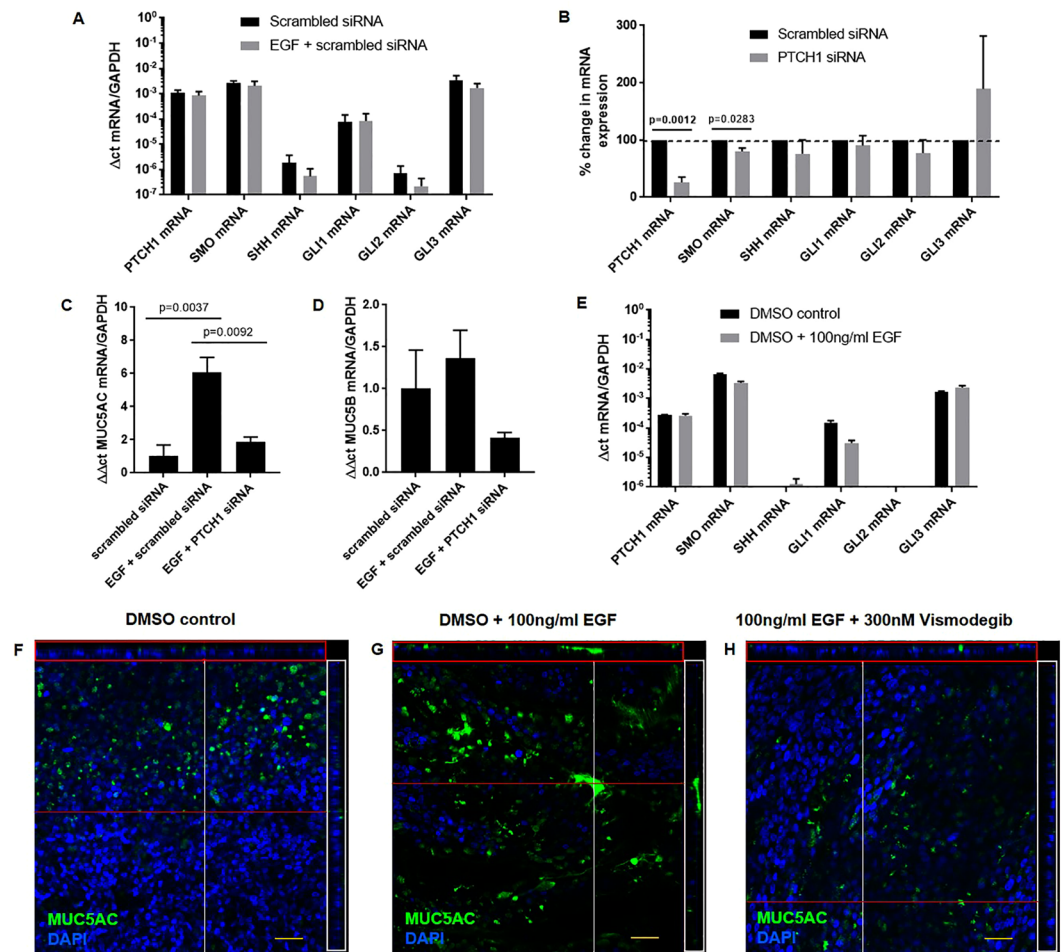 A
Scrambled siRNA
EGF + scrambled siRNA
Δct mRNA/GAPDH
10^0
10^-1
10^-2
10^-3
10^-4
10^-5
10^-6
10^-7
PTCH1 mRNA
SMO mRNA
SHH mRNA
GLI1 mRNA
GLI2 mRNA
GLI3 mRNA
B
Scrambled siRNA
PTCH1 siRNA
% change in mRNA
expression
300
200
100
0
p=0.0012
p=0.0283
PTCH1 mRNA
SMO mRNA
SHH mRNA
GLI1 mRNA
GLI2 mRNA
GLI3 mRNA
C
ΔΔct MUC5AC mRNA/GAPDH
10
8
6
4
2
0
p=0.0037
p=0.0092
scrambled siRNA
EGF + scrambled siRNA
EGF + PTCH1 siRNA
D
ΔΔct MUC5B mRNA/GAPDH
2.0
1.5
1.0
0.5
0.0
scrambled siRNA
EGF + scrambled siRNA
EGF + PTCH1 siRNA
E
DMSO control
DMSO + 100ng/ml EGF
Δct mRNA/GAPDH
10^0
10^-1
10^-2
10^-3
10^-4
10^-5
10^-6
PTCH1 mRNA
SMO mRNA
SHH mRNA
GLI1 mRNA
GLI2 mRNA
GLI3 mRNA
DMSO control
F
MUC5AC
DAPI
DMSO + 100ng/ml EGF
G
MUC5AC
DAPI
100ng/ml EGF + 300nM Vismodegib
H
MUC5AC
DAPI